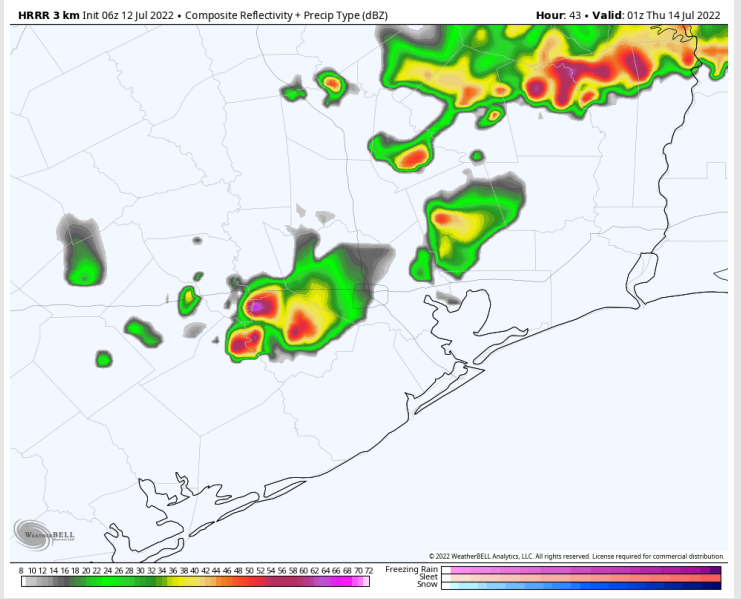 HRRR 3 km Init 06z 12 Jul 2022 • Composite Reflectivity + Precip Type (dBZ) Hour: 43 • Valid: 01z Thu 14 Jul 2022
WEATHERBELL
© 2022 WeatherBELL Analytics, LLC. All rights reserved. License required for commercial distribution.
8 10 12 14 16 18 20 22 24 26 28 30 32 34 36 38 40 42 44 46 48 50 52 54 56 58 60 62 64 66 68 70 72
Freezing Rain
Sleet
Snow